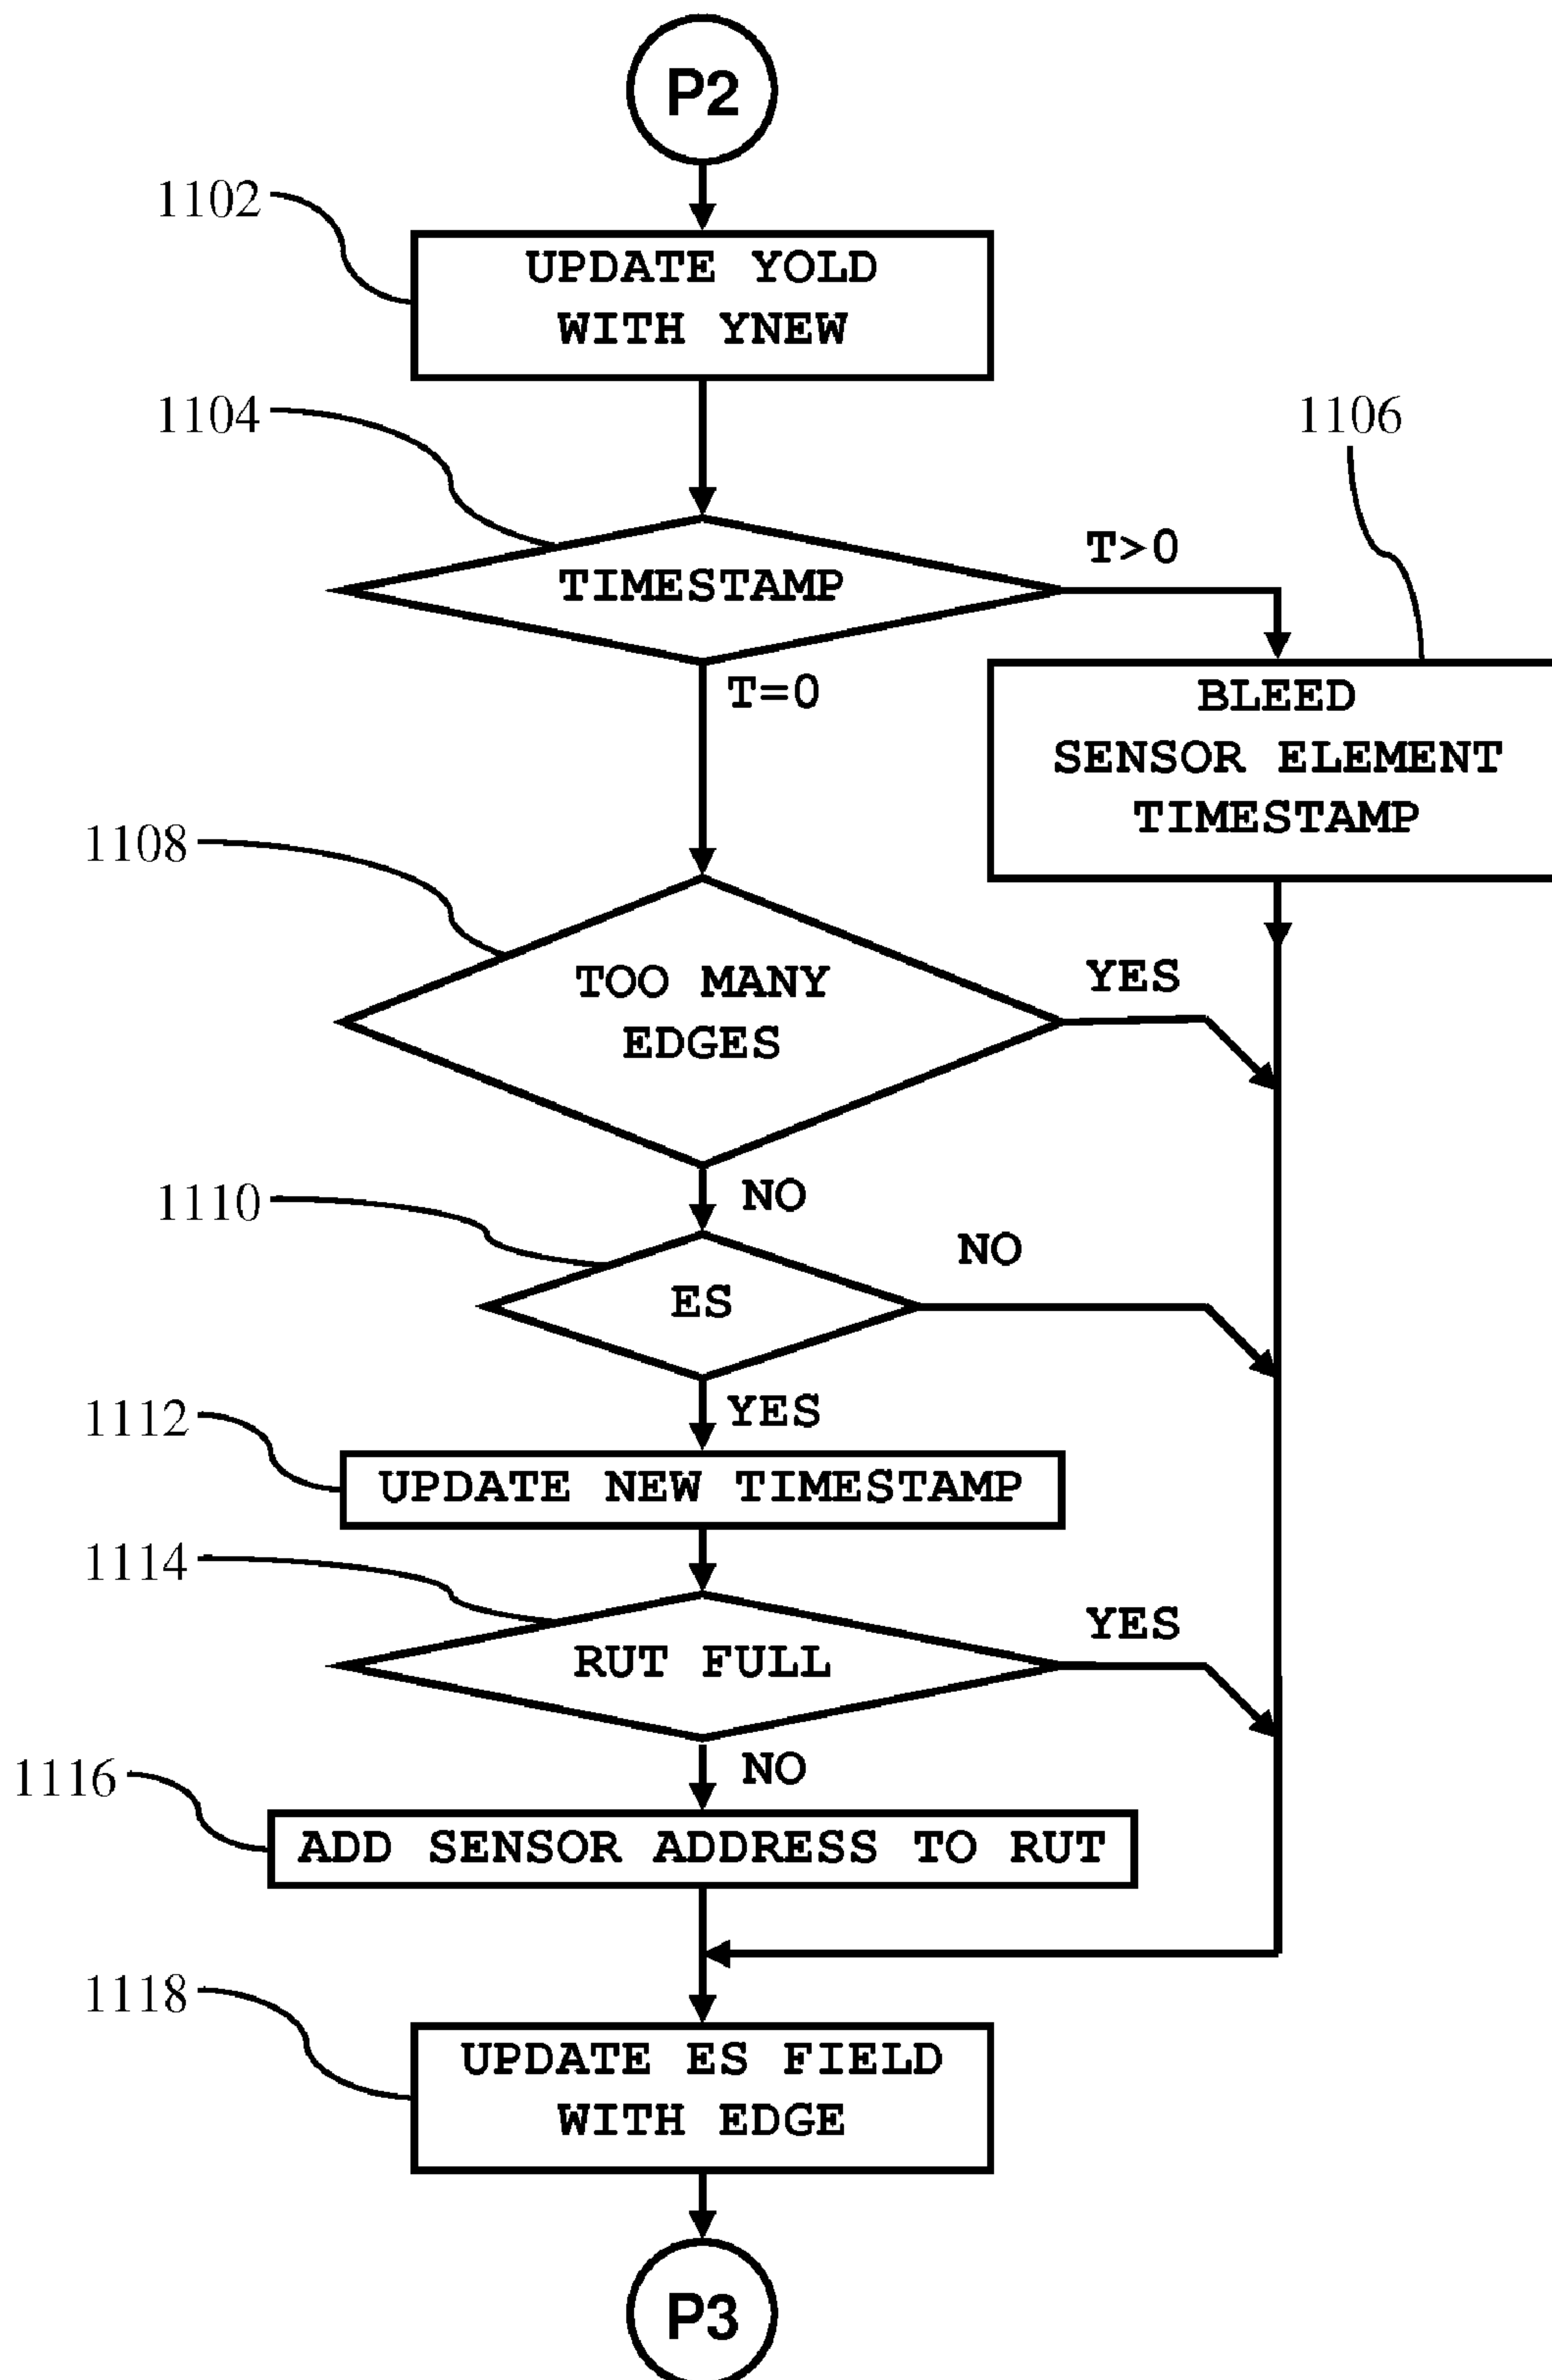 P2
1102
UPDATE YOLD
WITH YNEW
1104
1106
T>0
TIMESTAMP
T=0
BLEED
SENSOR ELEMENT
TIMESTAMP
1108
TOO MANY
EDGES
YES
NO
1110
NO
ES
YES
1112
UPDATE NEW TIMESTAMP
1114
YES
RUT FULL
NO
1116
ADD SENSOR ADDRESS TO RUT
1118
UPDATE ES FIELD
WITH EDGE
P3